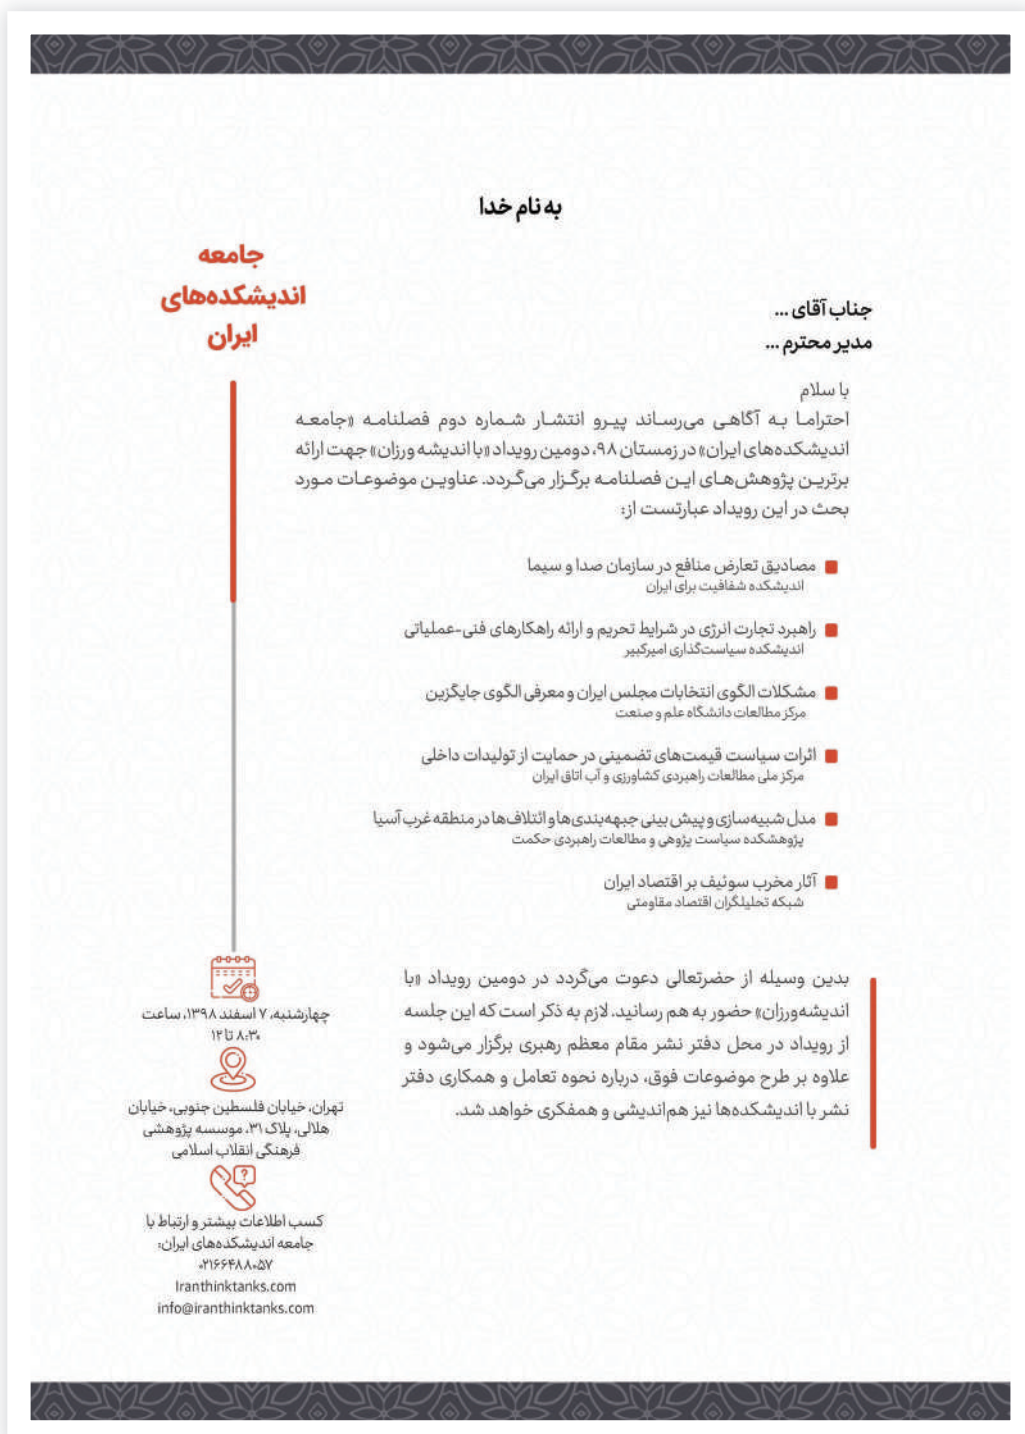 به نام خدا
جامعه
اندیشکده‌های
ایران
جناب آقای ...
مدیر محترم ...
با سلام
احتراما به آگاهی می‌رساند پیرو انتشار شماره دوم فصلنامه «جامعه
اندیشکده‌های ایران» در زمستان ۹۸، دومین رویداد «با اندیشه ورزان» جهت ارائه
برترین پژوهش‌های این فصلنامه برگزار می‌گردد. عناوین موضوعات مورد
بحث در این رویداد عبارتست از:
مصادیق تعارض منافع در سازمان صدا و سیما
اندیشکده شفافیت برای ایران
راهبرد تجارت انرژی در شرایط تحریم و ارائه راهکارهای فنی-عملیاتی
اندیشکده سیاست‌گذاری امیرکبیر
مشکلات الگوی انتخابات مجلس ایران و معرفی الگوی جایگزین
مرکز مطالعات دانشگاه علم و صنعت
اثرات سیاست قیمت‌های تضمینی در حمایت از تولیدات داخلی
مرکز ملی مطالعات راهبردی کشاورزی و آب اتاق ایران
مدل شبیه‌سازی و پیش بینی جبهه‌بندی‌ها و ائتلاف‌ها در منطقه غرب آسیا
پژوهشکده سیاست پژوهی و مطالعات راهبردی حکمت
آثار مخرب سوئیف بر اقتصاد ایران
شبکه تحلیلگران اقتصاد مقاومتی
بدین وسیله از حضرتعالی دعوت می‌گردد در دومین رویداد «با
اندیشه‌ورزان» حضور به هم رسانید. لازم به ذکر است که این جلسه
از رویداد در محل دفتر نشر مقام معظم رهبری برگزار می‌شود و
علاوه بر طرح موضوعات فوق، درباره نحوه تعامل و همکاری دفتر
نشر با اندیشکده‌ها نیز هم‌اندیشی و همفکری خواهد شد.
چهارشنبه، ۷ اسفند ۱۳۹۸، ساعت
۸:۳۰ تا ۱۲
تهران، خیابان فلسطین جنوبی، خیابان
هلالی، پلاک ۳۱، موسسه پژوهشی
فرهنگی انقلاب اسلامی
کسب اطلاعات بیشتر و ارتباط با
جامعه اندیشکده‌های ایران:
۰۲۱۶۶۴۸۸۰۵۷
Iranthinktanks.com
info@iranthinktanks.com